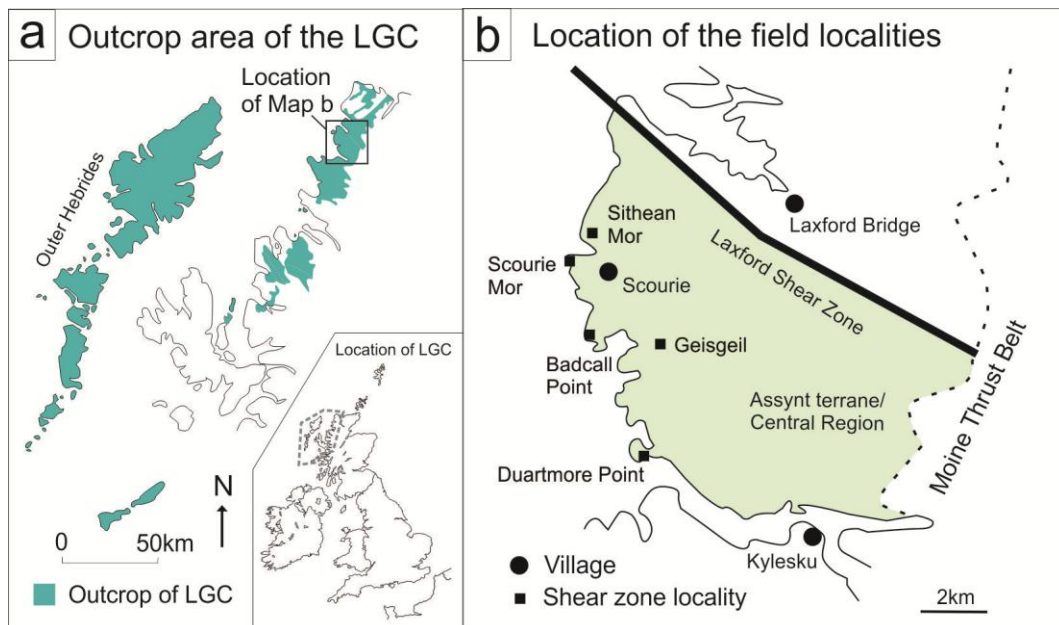 a Outcrop area of the LGC
Location
of Map b
Outer Hebrides
Location of LGC
N
0 50km
Outcrop of LGC
b Location of the field localities
Laxford Bridge
Sithean
Mor
Laxford Shear Zone
Scourie
Mor
Scourie
Geisgeil
Badcall
Point
Assynt terrane/
Central Region
Moine Thrust Belt
Duartmore Point
Kylesku
Village
Shear zone locality
2km